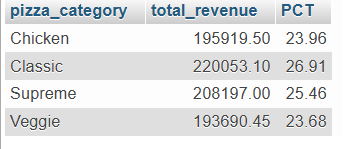 pizza_category total_revenue PCT
Chicken 195919.50 23.96
Classic 220053.10 26.91
Supreme 208197.00 25.46
Veggie 193690.45 23.68